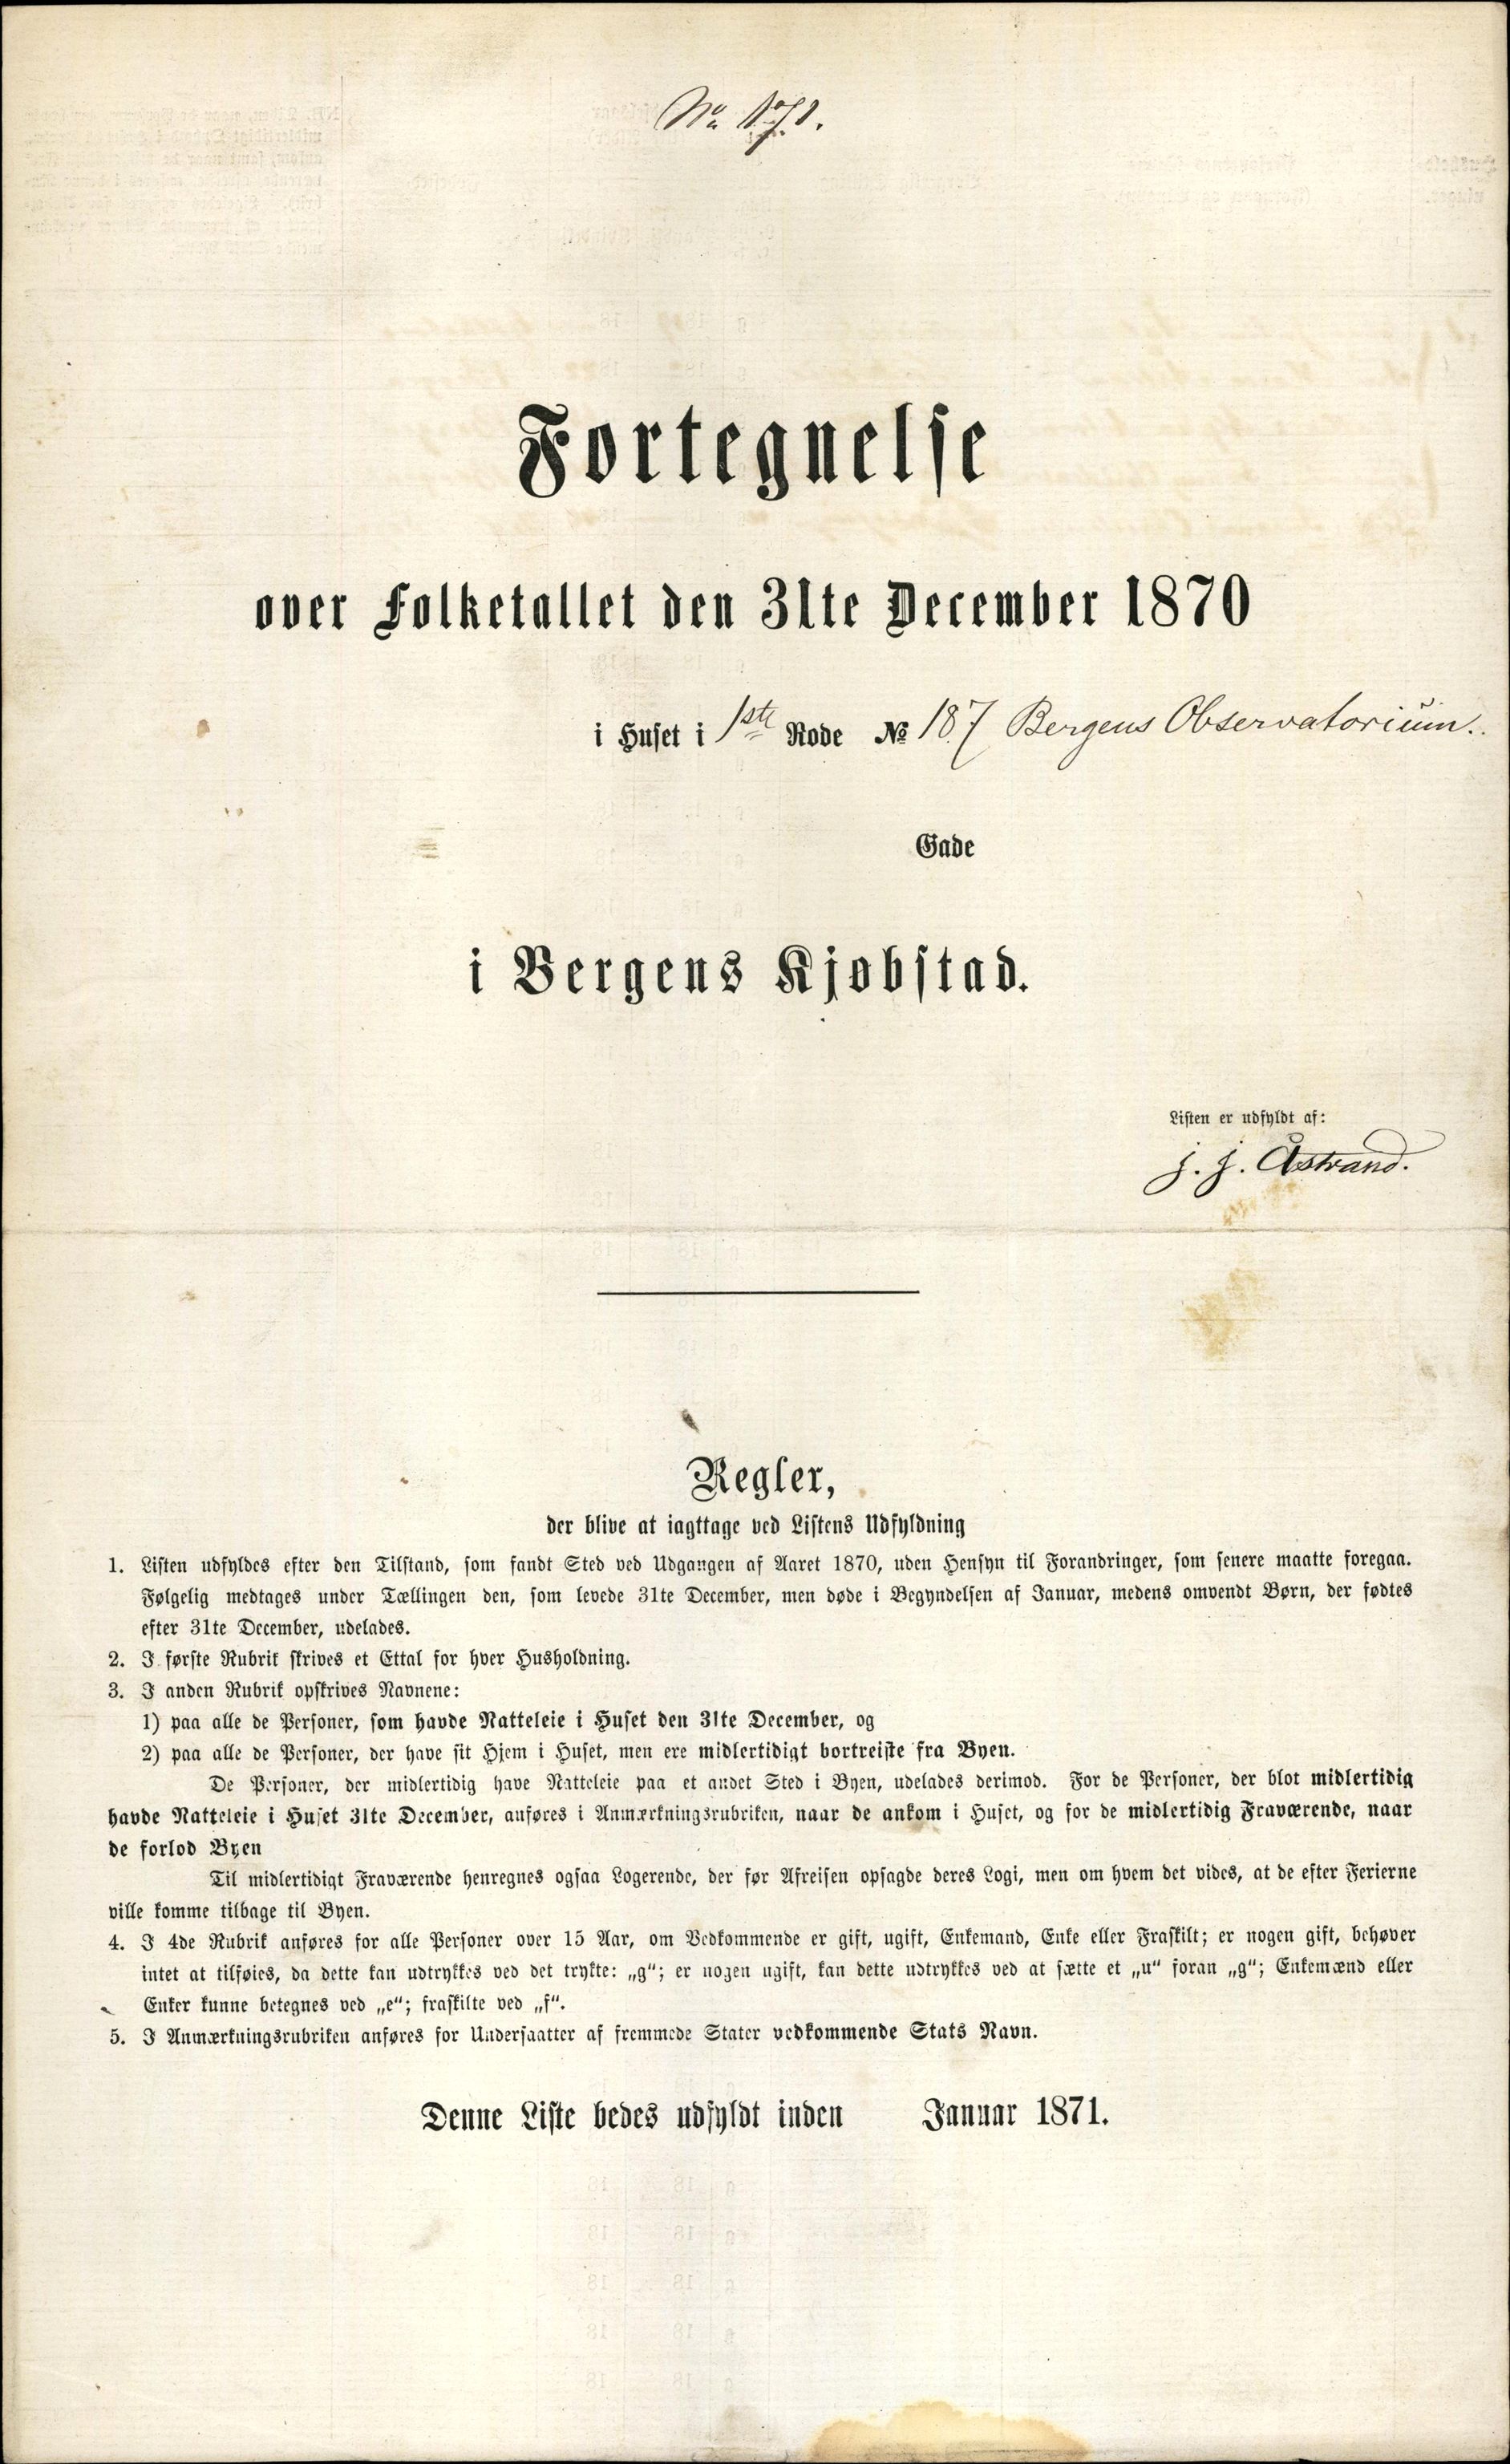 Fortegnelse
over Folketallet den 31te December 1870
i Huset i 1ste Rode № 187 Bergens Observatorium.
Gade
i Bergens Kjøbstad.
Listen er udfyldt af:
J. J. Åstrand.
Regler,
der blive at iagttage ved Listens Udfyldning
1. Listen udfyldes efter den Tilstand, som fandt Sted ved Udgangen af Aaret 1870, uden Hensyn til Forandringer, som senere maatte foregaa.
Følgelig medtages under Tællingen den, som levede 31te December, men døde i Begyndelsen af Januar, medens omvendt Børn, der fødtes
efter 31te December, udelades.
2. I første Rubrik skrives et Ettal for hver Husholdning.
3. I anden Rubrik opskrives Navnene:
1) paa alle de Personer, som havde Natteleie i Huset den 31te December, og
2) paa alle de Personer, der have sit Hjem i Huset, men ere midlertidigt bortreiste fra Byen.
De Personer, der midlertidig have Natteleie paa et andet Sted i Byen, udelades derimod. For de Personer, der blot midlertidig
havde Natteleie i Huset 31te December, anføres i Anmærkningsrubriken, naar de ankom i Huset, og for de midlertidig Fraværende, naar
de forlod Byen
Til midlertidigt Fraværende henregnes ogsaa Logerende, der før Afreisen opsagde deres Logi, men om hvem det vides, at de efter Ferierne
ville komme tilbage til Byen.
4. I 4de Rubrik anføres for alle Personer over 15 Aar, om Vedkommende er gift, ugift, Enkemand, Enke eller Fraskilt; er nogen gift, behøver
intet at tilføies, da dette kan udtrykkes ved det trykte: „g“; er nogen ugift, kan dette udtrykkes ved at sætte et „u“ foran „g“; Enkemænd eller
Enker kunne betegnes ved „e“; fraskilte ved „f“.
5. I Anmærkningsrubriken anføres for Undersaatter af fremmede Stater vedkommende Stats Navn.
Denne Liste bedes udfyldt inden Januar 1871.